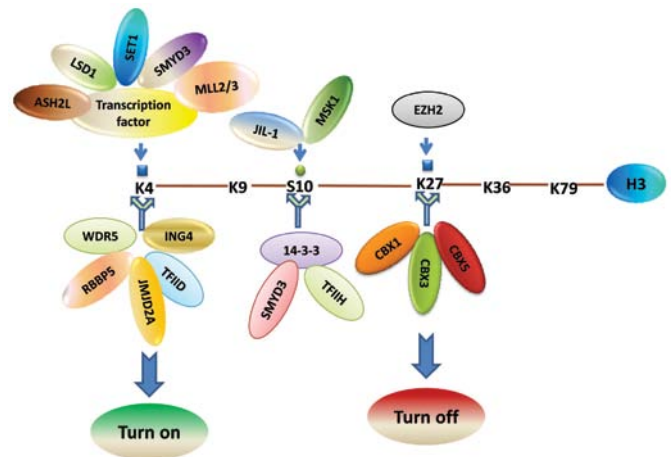 SET1
LSD1
SMYD3
ASH2L
Transcription
factor
MLL2/3
JIL-1
MSK1
EZH2
K4
K9
S10
K27
K36
K79
H3
WDR5
ING4
RBBP5
JMJD2A
TFIID
14-3-3
SMYD3
TFIIH
CBX1
CBX3
CBX5
Turn on
Turn off